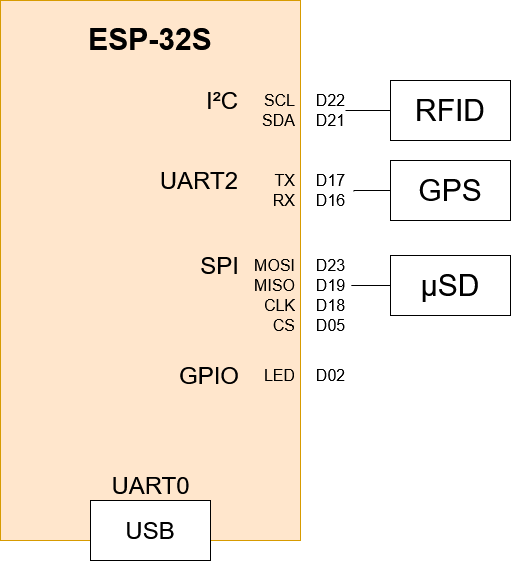 ESP-32S
I²C SCL D22 RFID
SDA D21
UART2 TX D17 GPS
RX D16
SPI MOSI D23 µSD
MISO D19
CLK D18
CS D05
GPIO LED D02
UART0
USB